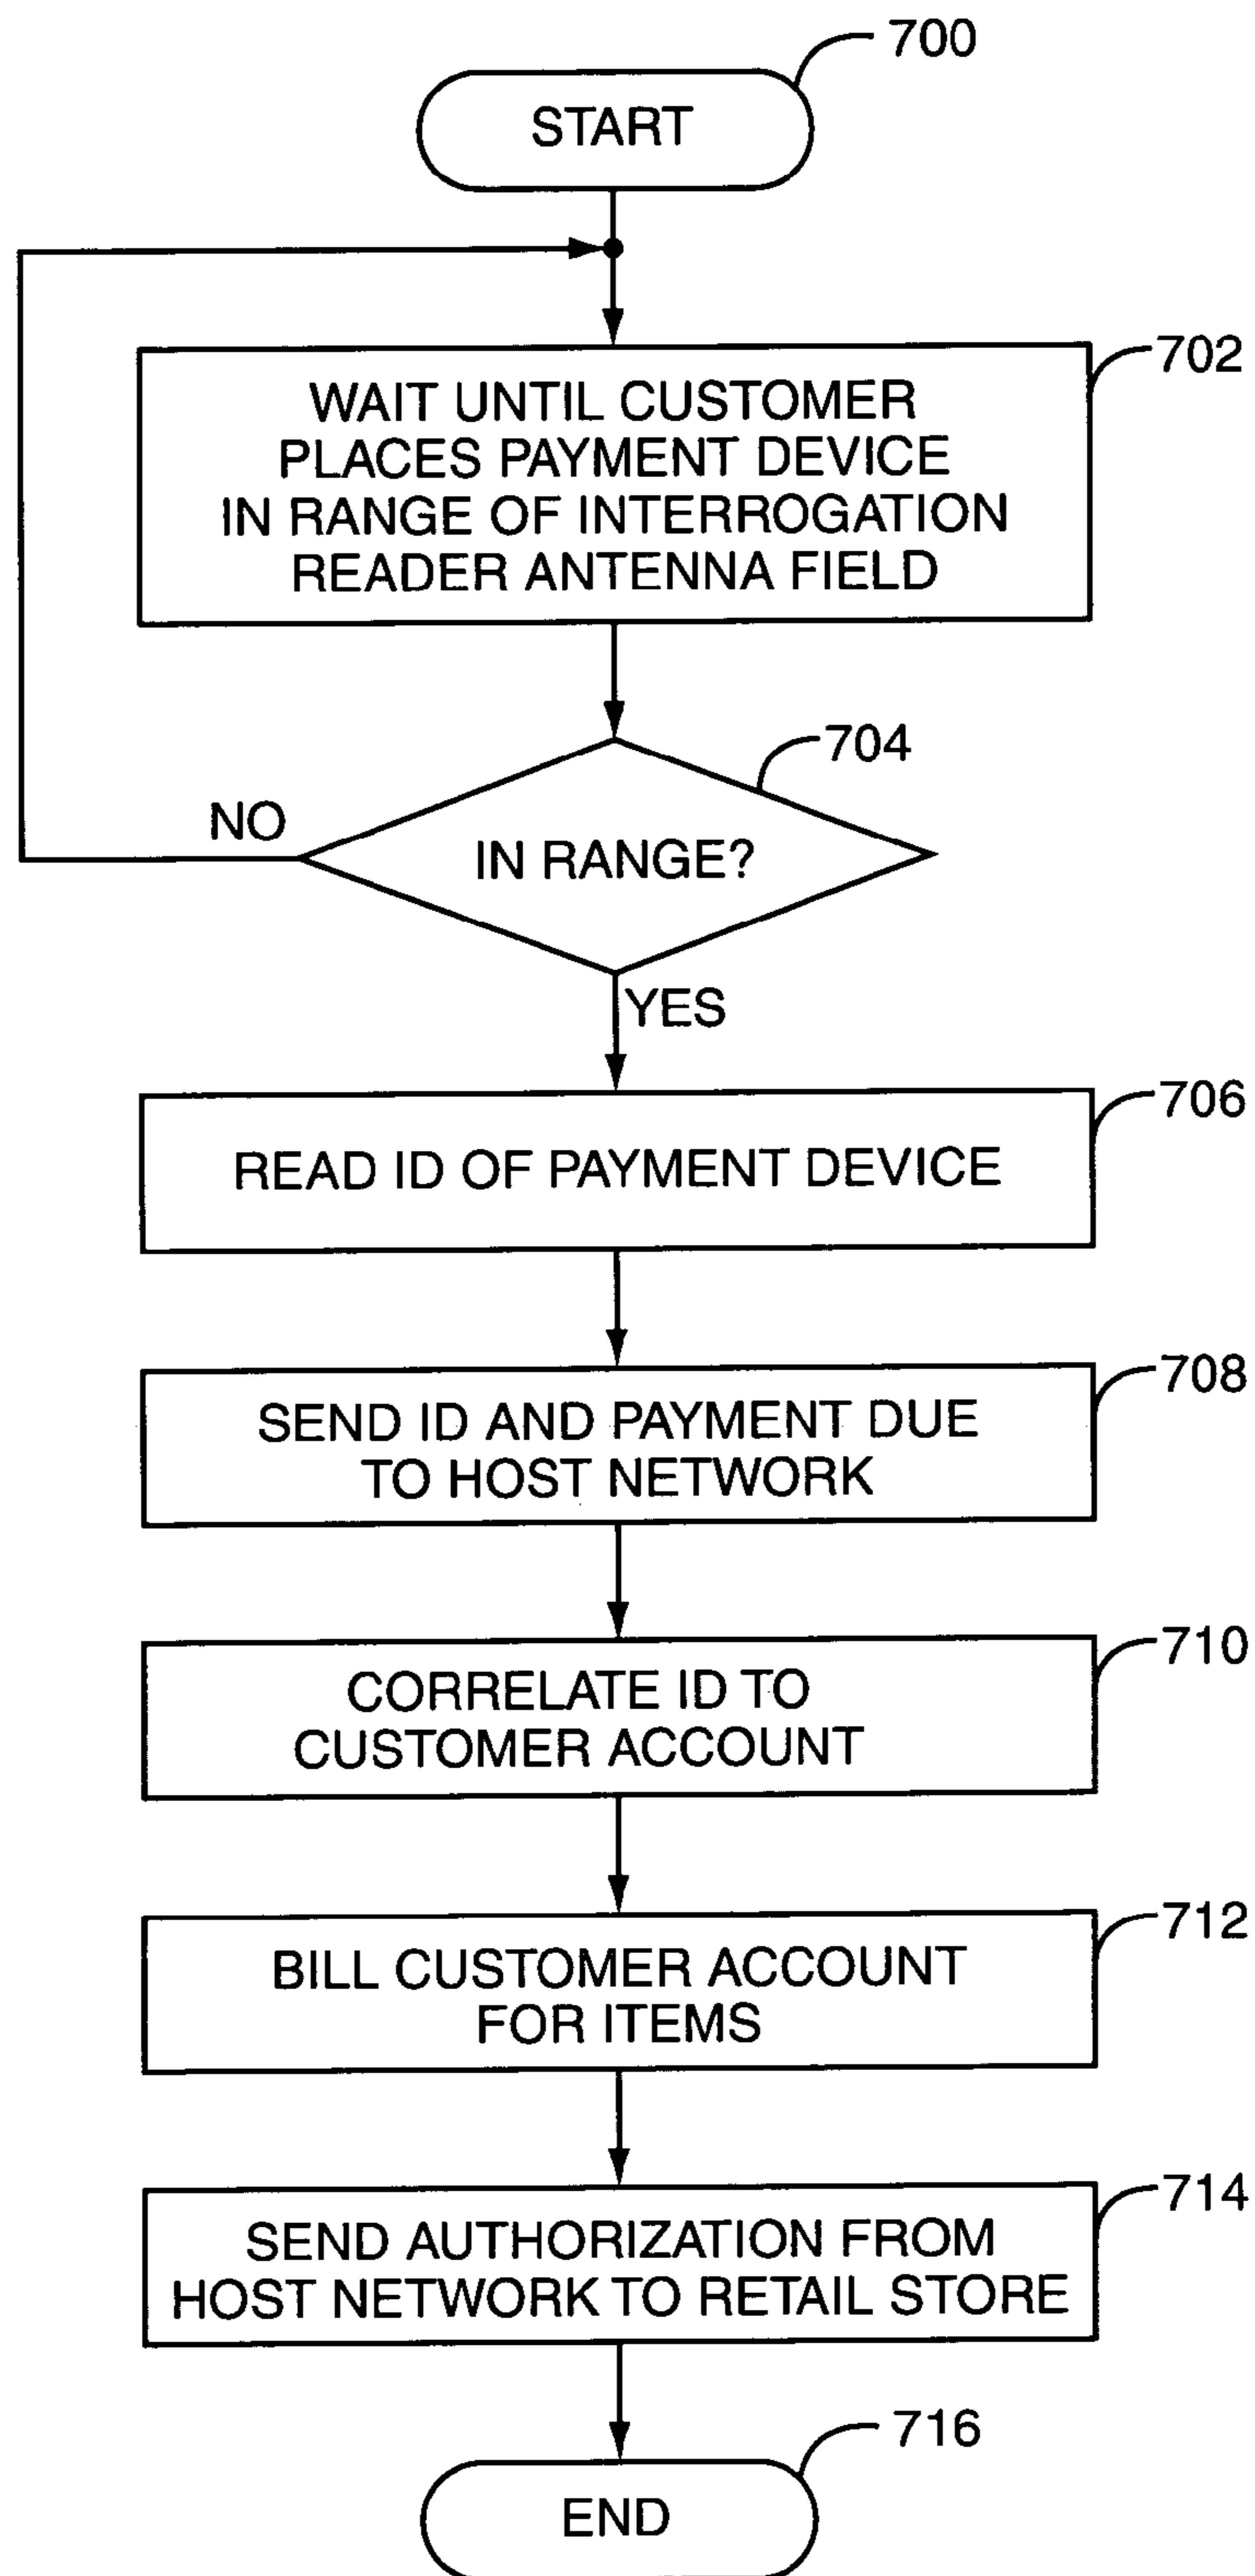 700
START
702
WAIT UNTIL CUSTOMER
PLACES PAYMENT DEVICE
IN RANGE OF INTERROGATION
READER ANTENNA FIELD
704
NO
IN RANGE?
YES
706
READ ID OF PAYMENT DEVICE
708
SEND ID AND PAYMENT DUE
TO HOST NETWORK
710
CORRELATE ID TO
CUSTOMER ACCOUNT
712
BILL CUSTOMER ACCOUNT
FOR ITEMS
714
SEND AUTHORIZATION FROM
HOST NETWORK TO RETAIL STORE
716
END